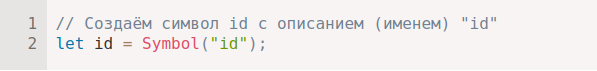 1 // Создаём символ id с описанием (именем) "id"
2 let id = Symbol("id");